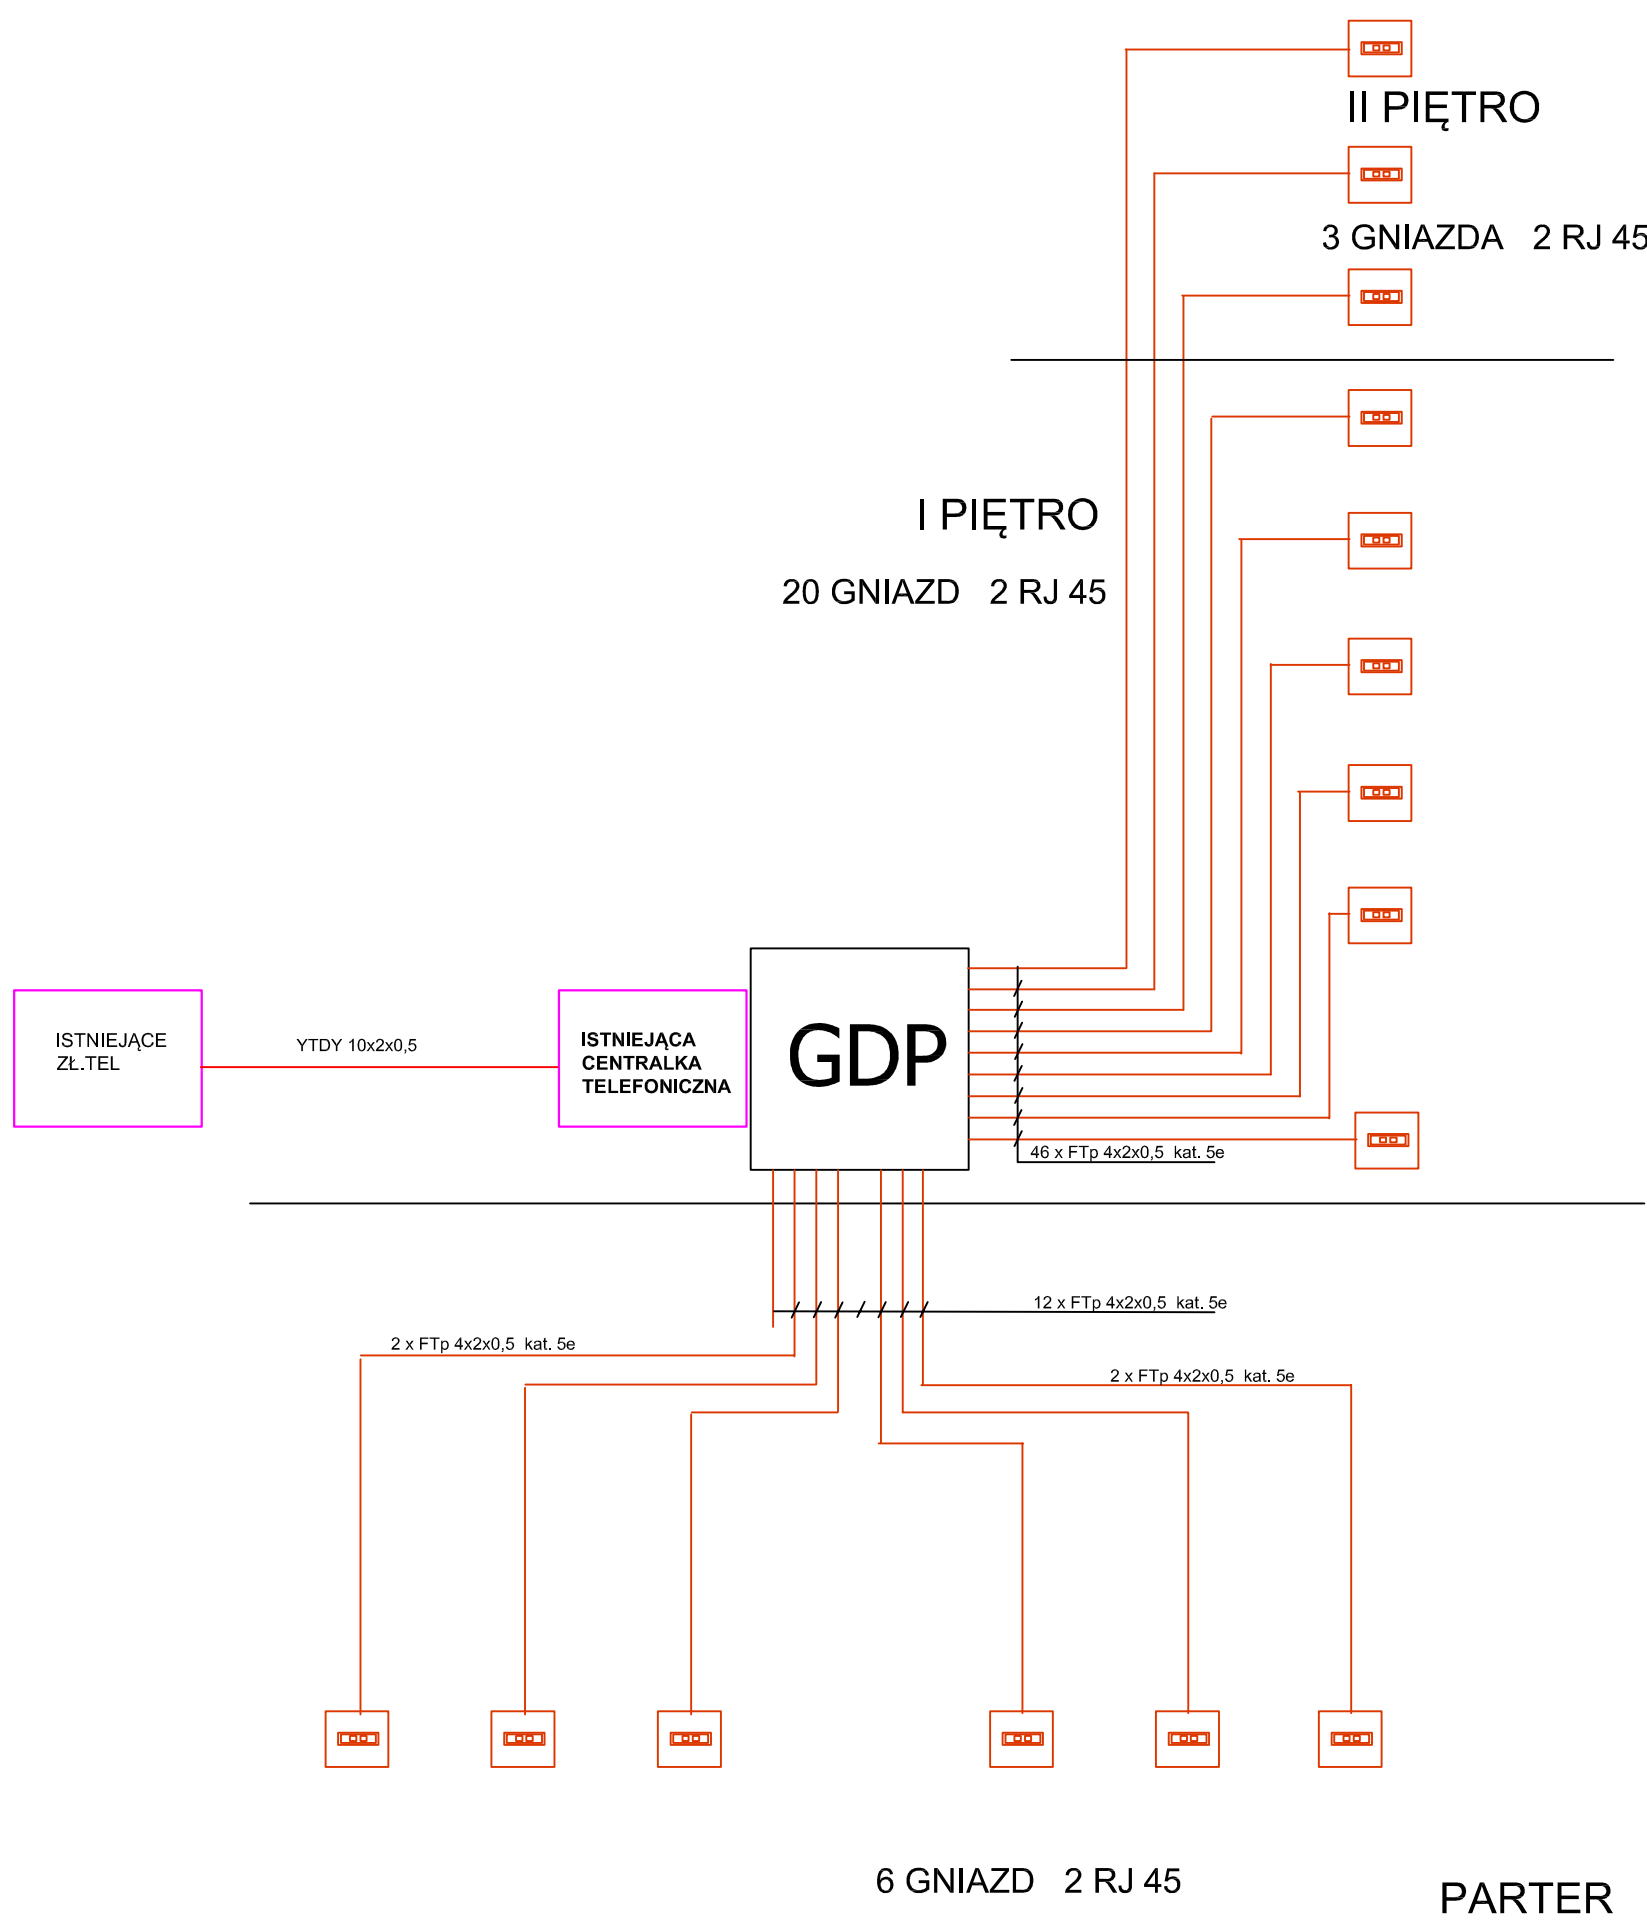 II PIĘTRO
3 GNIAZDA 2 RJ 45
I PIĘTRO
20 GNIAZD 2 RJ 45
ISTNIEJĄCE
ZŁ.TEL
YTDY 10x2x0,5
ISTNIEJĄCA
CENTRALKA
TELEFONICZNA
GDP
46 x FTp 4x2x0,5 kat. 5e
12 x FTp 4x2x0,5 kat. 5e
2 x FTp 4x2x0,5 kat. 5e
2 x FTp 4x2x0,5 kat. 5e
6 GNIAZD 2 RJ 45
PARTER